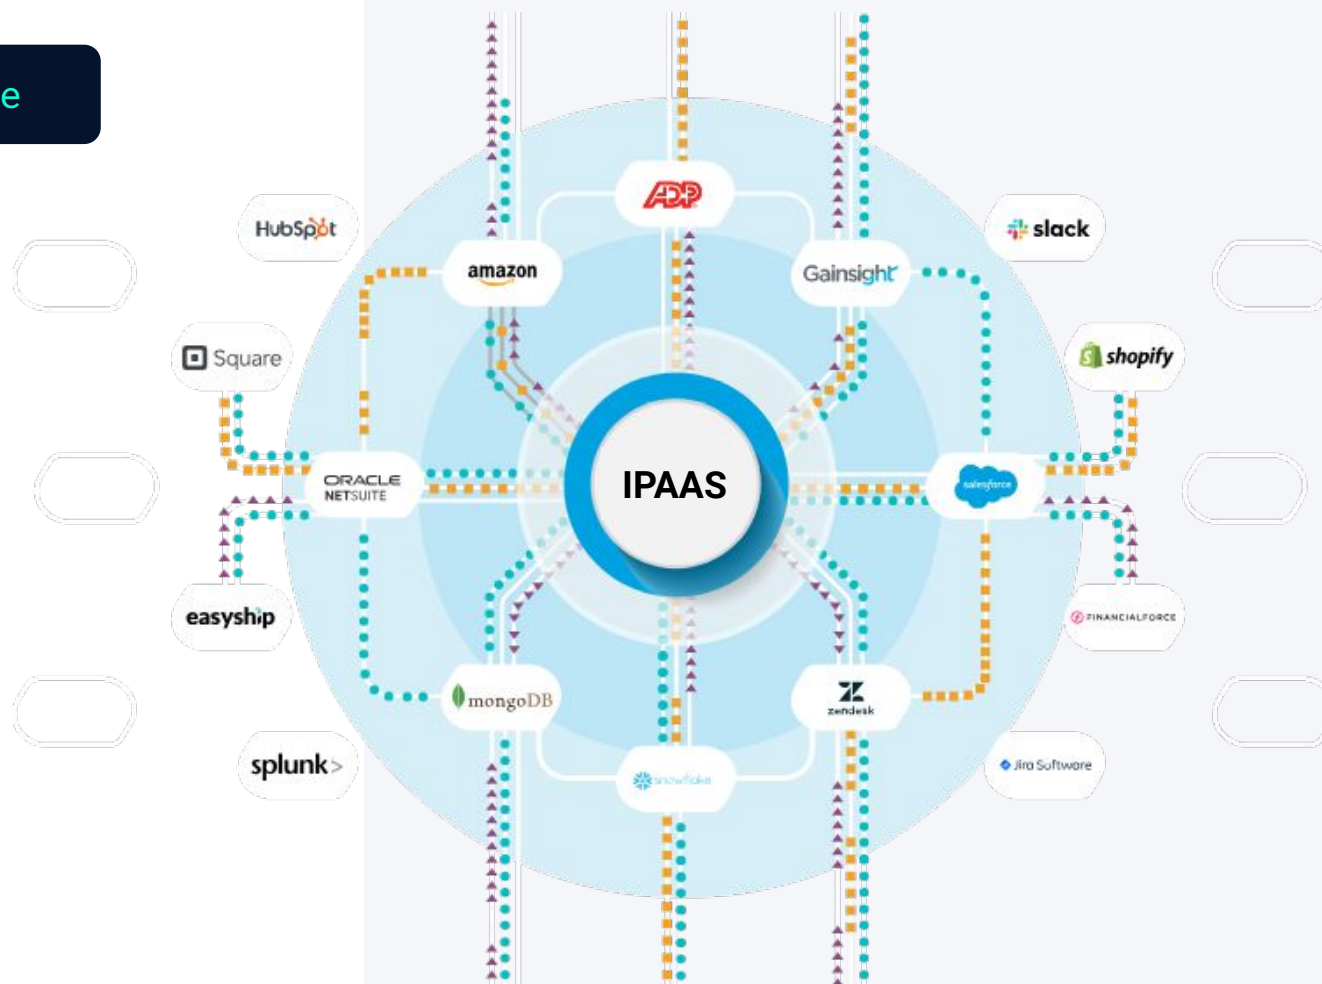 e
ADP
HubSpot
slack
amazon
Gainsight
Square
shopify
ORACLE
NETSUITE
IPAAS
salesforce
easyship
FINANCIALFORCE
mongoDB
zendesk
splunk>
snowflake
Jira Software